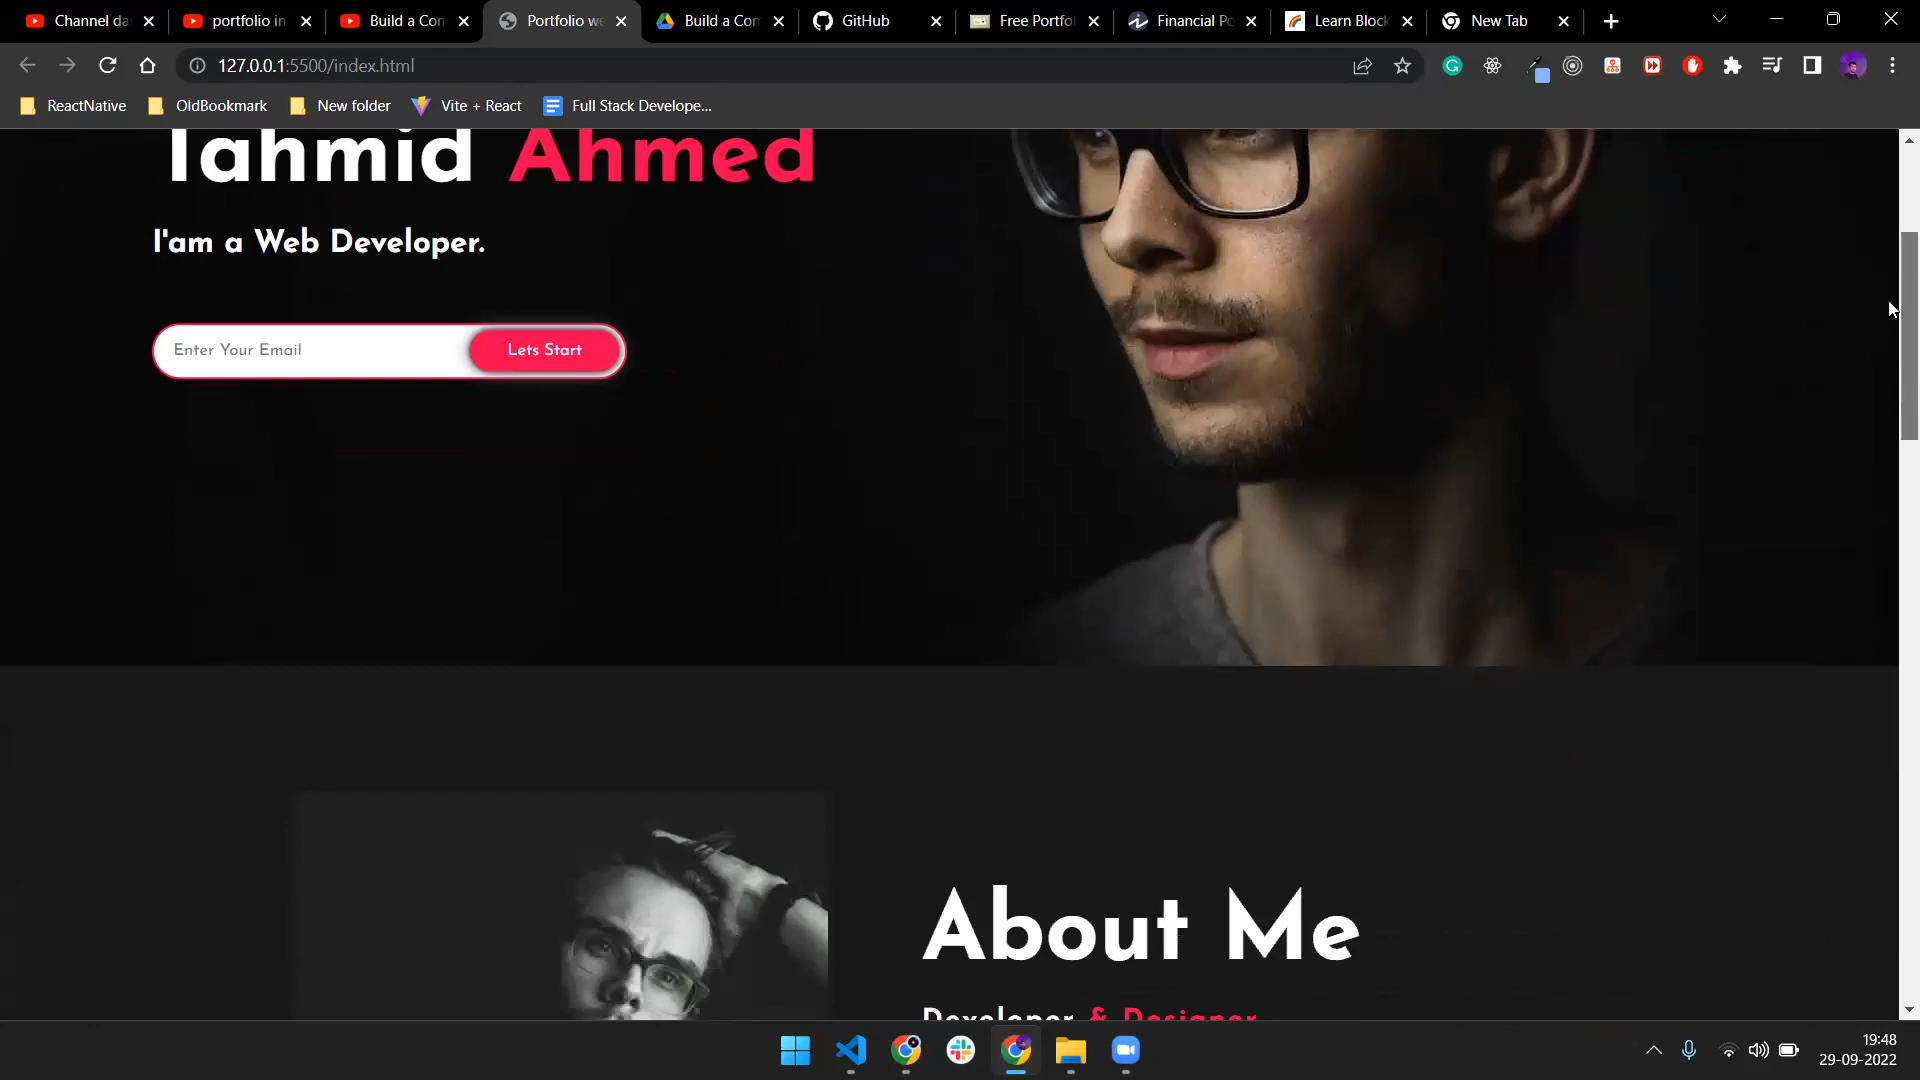 Channel da
portfolio in
Build a Con
Portfolio we
Build a Con
GitHub
Free Portfo
Financial Po
Learn Block
New Tab
127.0.0.1:5500/index.html
ReactNative
OldBookmark
New folder
Vite + React
Full Stack Develope...
Tahmid Ahmed
I'am a Web Developer.
Enter Your Email
Lets Start
About Me
Developer & Designer
19:48
29-09-2022